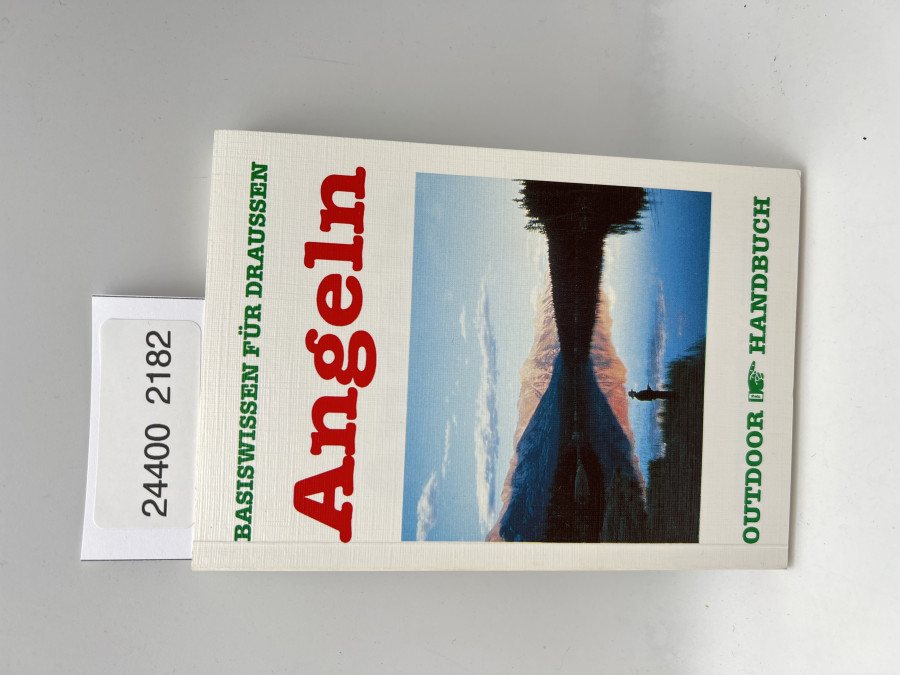 24400 2182
BASISWISSEN FÜR DRAUSSEN
Angeln
OUTDOOR HANDBUCH